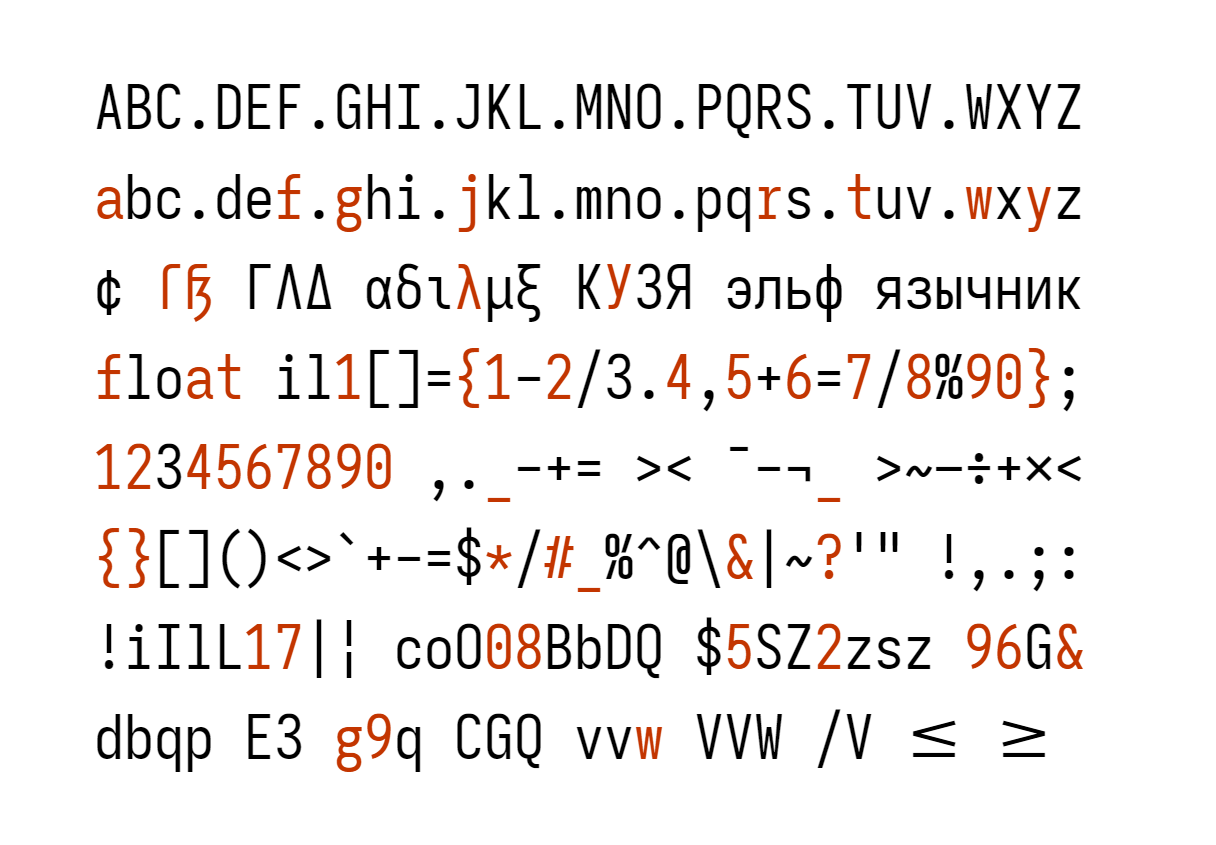 ABC.DEF.GHI.JKL.MNO.PQRS.TUV.WXYZ
abc.def.ghi.jkl.mno.pqrs.tuv.wxyz
¢ ſß ΓΛΔ αδιλμξ КУЗЯ эльф язычник
float il1[]={1-2/3.4,5+6=7/8%90};
1234567890 ,._-+= >< ¯-¬_ >~–÷+×<
{}[]()<>`+-=$*/#_%^@\&|~?'" !,.;:
!iIlL17|¦ coO08BbDQ $5SZ2zsz 96G&
dbqp E3 g9q CGQ vvw VVW /V ≤ ≥